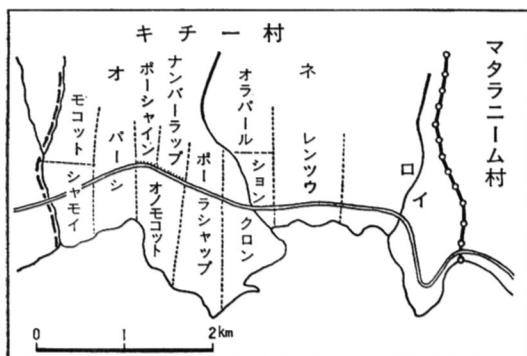 キチー村
マタラニーム村
ネ
オ
ロイ
オラパール
ション
クロン
レンツウ
ナンバーラップ
ポーシャイン
ポーラシャップ
オノモコット
パーシ
モコット
シャモイ
0 1 2km